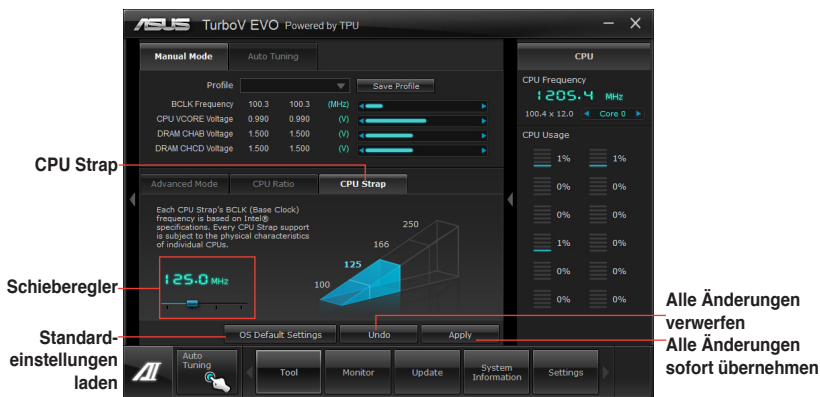 ASUS TurboV EVO Powered by TPU
Manual Mode Auto Tuning
Profile Save Profile
BCLK Frequency 100.3 100.3 (MHz)
CPU VCORE Voltage 0.990 0.990 (V)
DRAM CHAB Voltage 1.500 1.500 (V)
DRAM CHCD Voltage 1.500 1.500 (V)
CPU
CPU Frequency
1205.4 MHz
100.4 x 12.0 Core 0
CPU Usage
1% 1%
0% 0%
0% 0%
1% 0%
0% 0%
0% 0%
CPU Strap
Advanced Mode CPU Ratio CPU Strap
Each CPU Strap's BCLK (Base Clock)
frequency is based on Intel®
specifications. Every CPU Strap support
is subject to the physical characteristics
of individual CPUs.
250
166
125
100
Schieberegler
125.0 MHz
OS Default Settings Undo Apply
Standard-
einstellungen
laden
Alle Änderungen
verwerfen
Alle Änderungen
sofort übernehmen
Auto
Tuning
Tool Monitor Update System
Information Settings